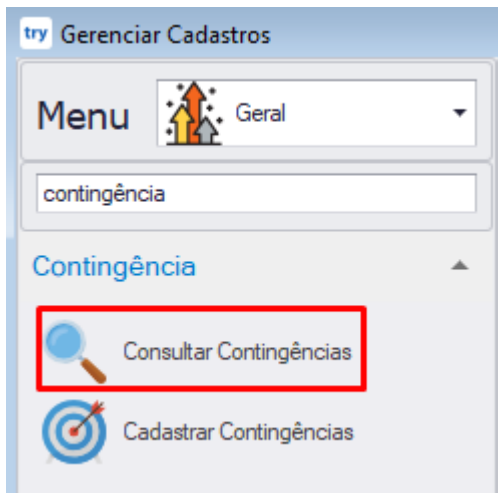 try Gerenciar Cadastros
Menu Geral
contingência
Contingência
Consultar Contingências
Cadastrar Contingências